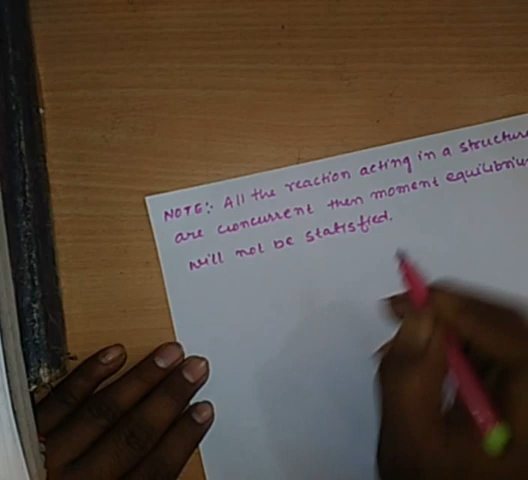 NOTE:- All the reaction acting in a structure
are concurrent then moment equilibrium
will not be statisfied.